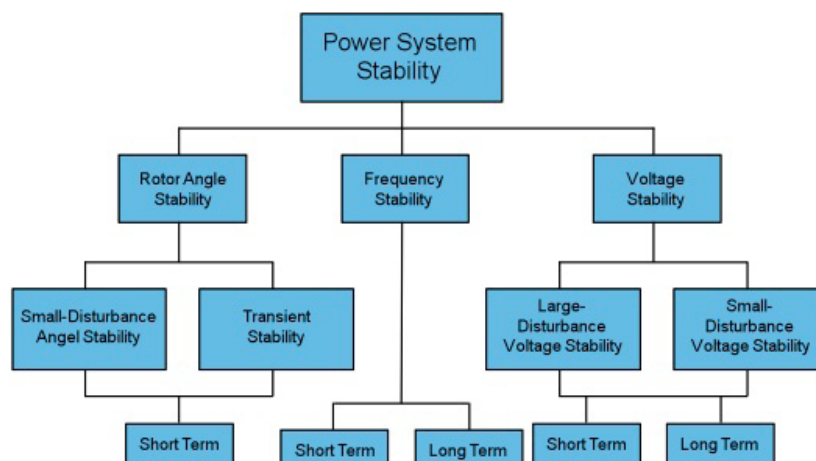 Power System
Stability
Rotor Angle
Stability
Frequency
Stability
Voltage
Stability
Small-Disturbance
Angel Stability
Transient
Stability
Large-
Disturbance
Voltage Stability
Small-
Disturbance
Voltage Stability
Short Term
Short Term
Long Term
Short Term
Long Term